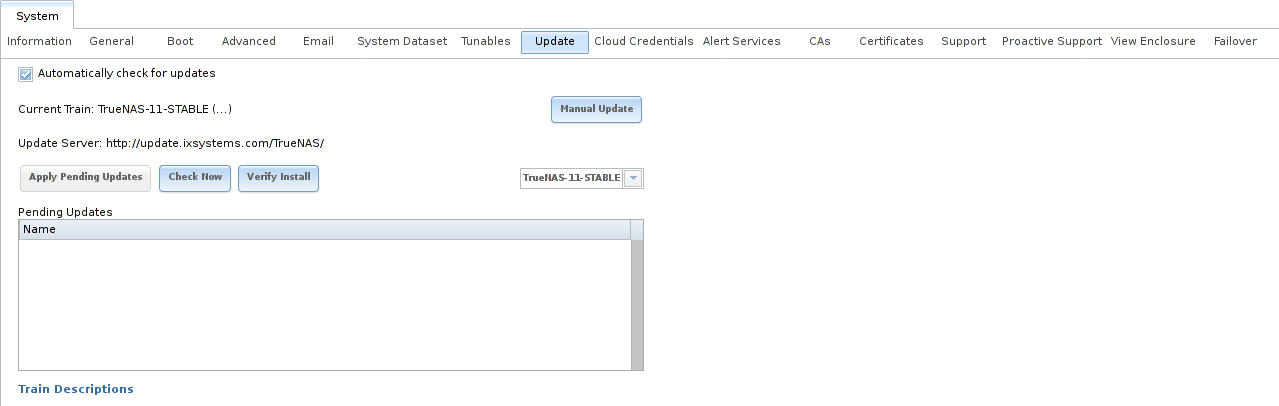 System
Information General Boot Advanced Email System Dataset Tunables Update Cloud Credentials Alert Services CAs Certificates Support Proactive Support View Enclosure Failover
Automatically check for updates
Current Train: TrueNAS-11-STABLE (...) Manual Update
Update Server: http://update.ixsystems.com/TrueNAS/
Apply Pending Updates Check Now Verify Install TrueNAS-11-STABLE
Pending Updates
Name
Train Descriptions